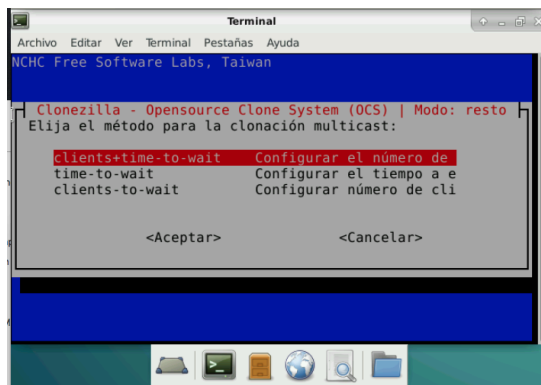 Terminal
Archivo Editar Ver Terminal Pestañas Ayuda
NCHC Free Software Labs, Taiwan
Clonezilla - Opensource Clone System (OCS) | Modo: resto
Elija el método para la clonación multicast:
clients+time-to-wait Configurar el número de
time-to-wait Configurar el tiempo a e
clients-to-wait Configurar número de cli
<Aceptar> <Cancelar>